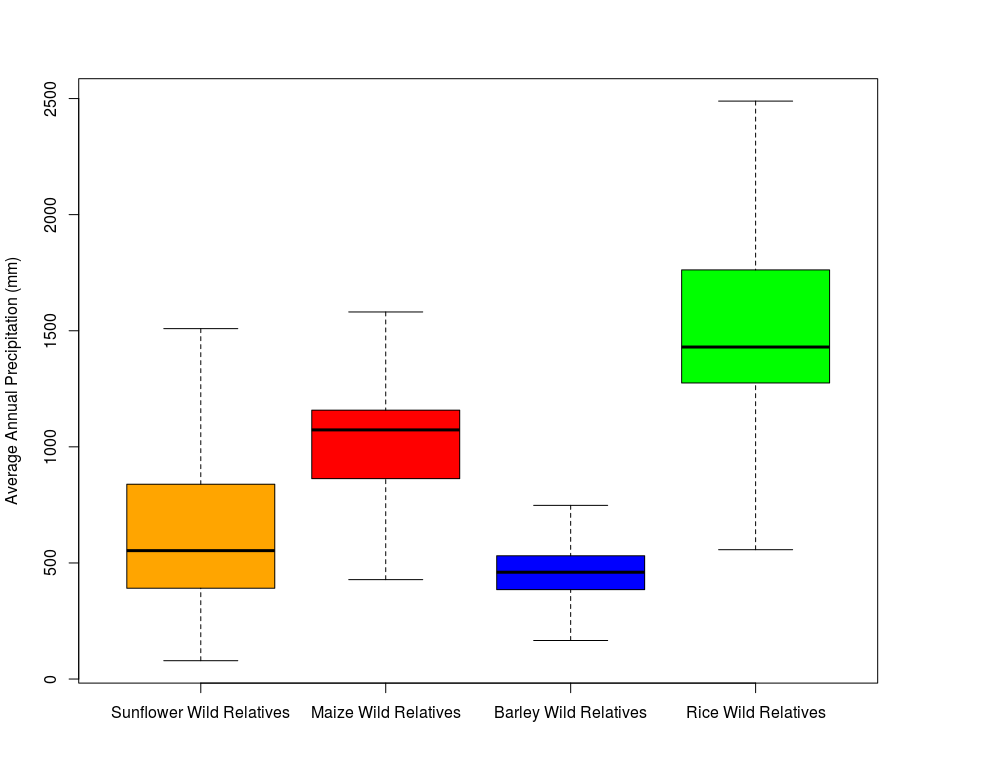 Average Annual Precipitation (mm)
2500
2000
1500
1000
500
0
Sunflower Wild Relatives
Maize Wild Relatives
Barley Wild Relatives
Rice Wild Relatives